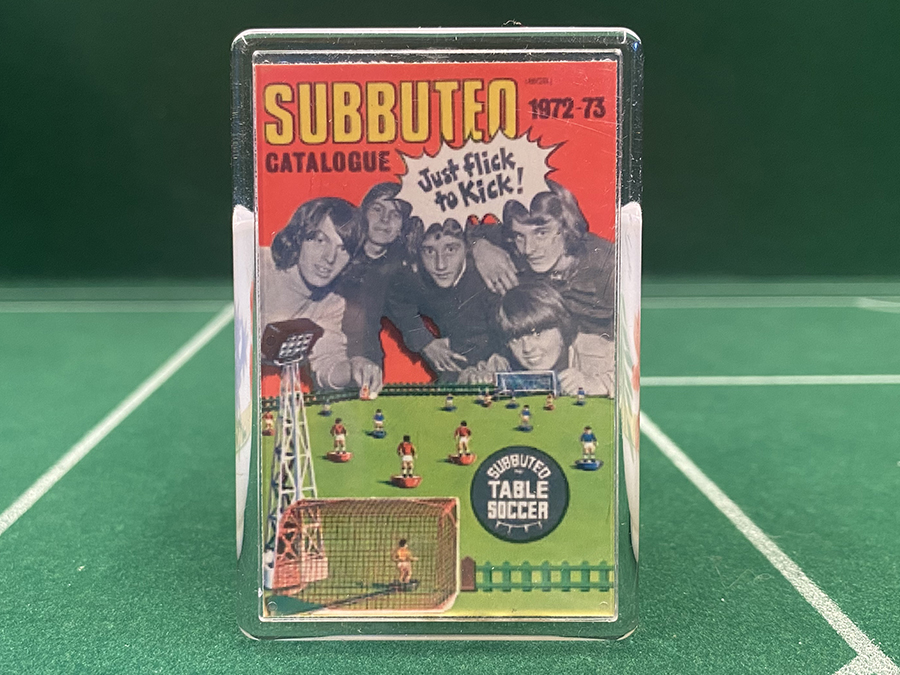 SUBBUTEO
1972-73
CATALOGUE
Just flick
to Kick!
SUBBUTEO
TABLE
SOCCER